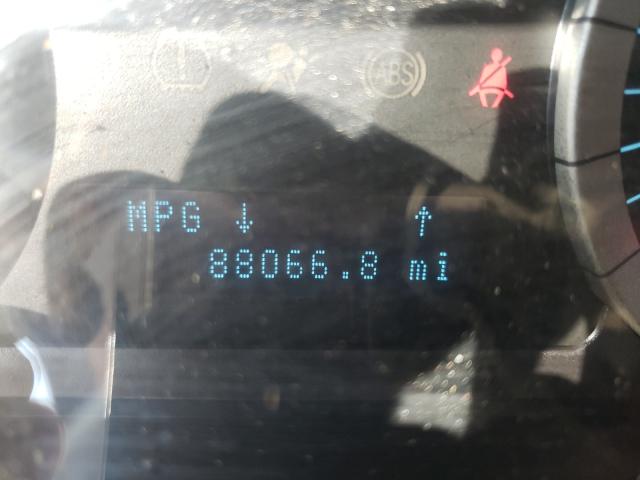 ABS
MPG ↓ ↑
88066.8 mi